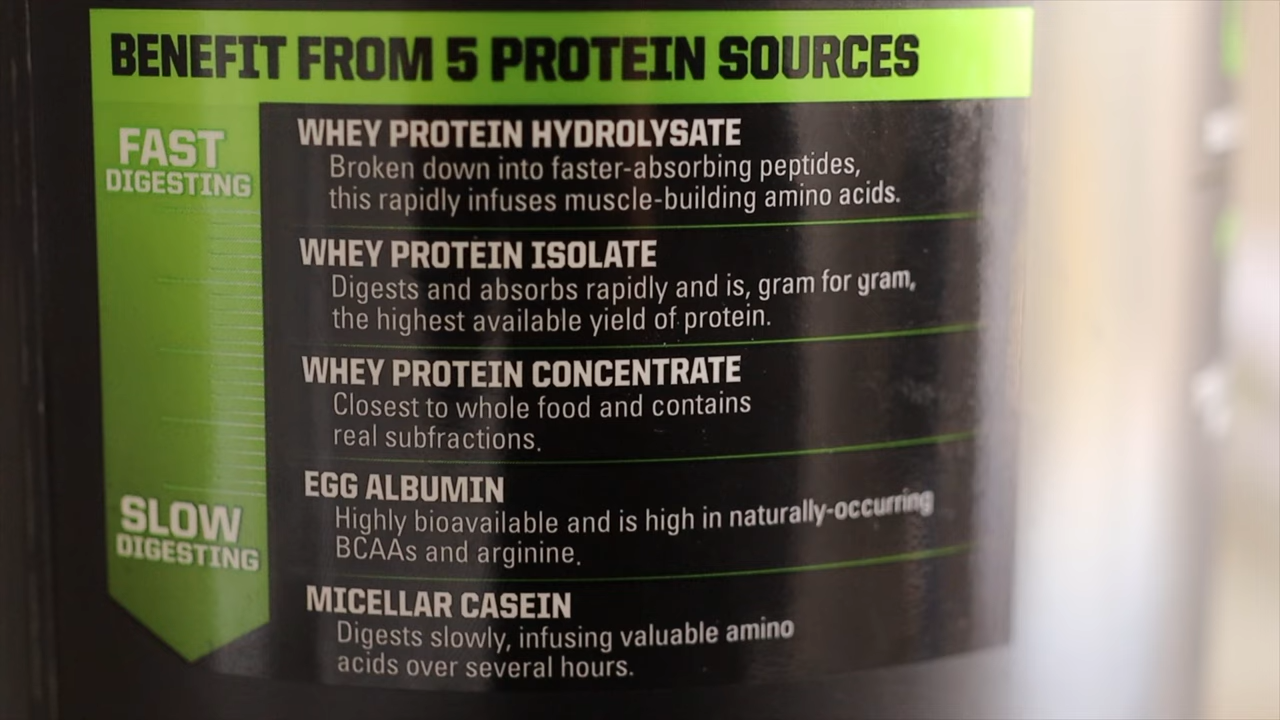 BENEFIT FROM 5 PROTEIN SOURCES
FAST
DIGESTING
WHEY PROTEIN HYDROLYSATE
Broken down into faster-absorbing peptides,
this rapidly infuses muscle-building amino acids.
WHEY PROTEIN ISOLATE
Digests and absorbs rapidly and is, gram for gram,
the highest available yield of protein.
WHEY PROTEIN CONCENTRATE
Closest to whole food and contains
real subfractions.
SLOW
DIGESTING
EGG ALBUMIN
Highly bioavailable and is high in naturally-occurring
BCAAs and arginine.
MICELLAR CASEIN
Digests slowly, infusing valuable amino
acids over several hours.